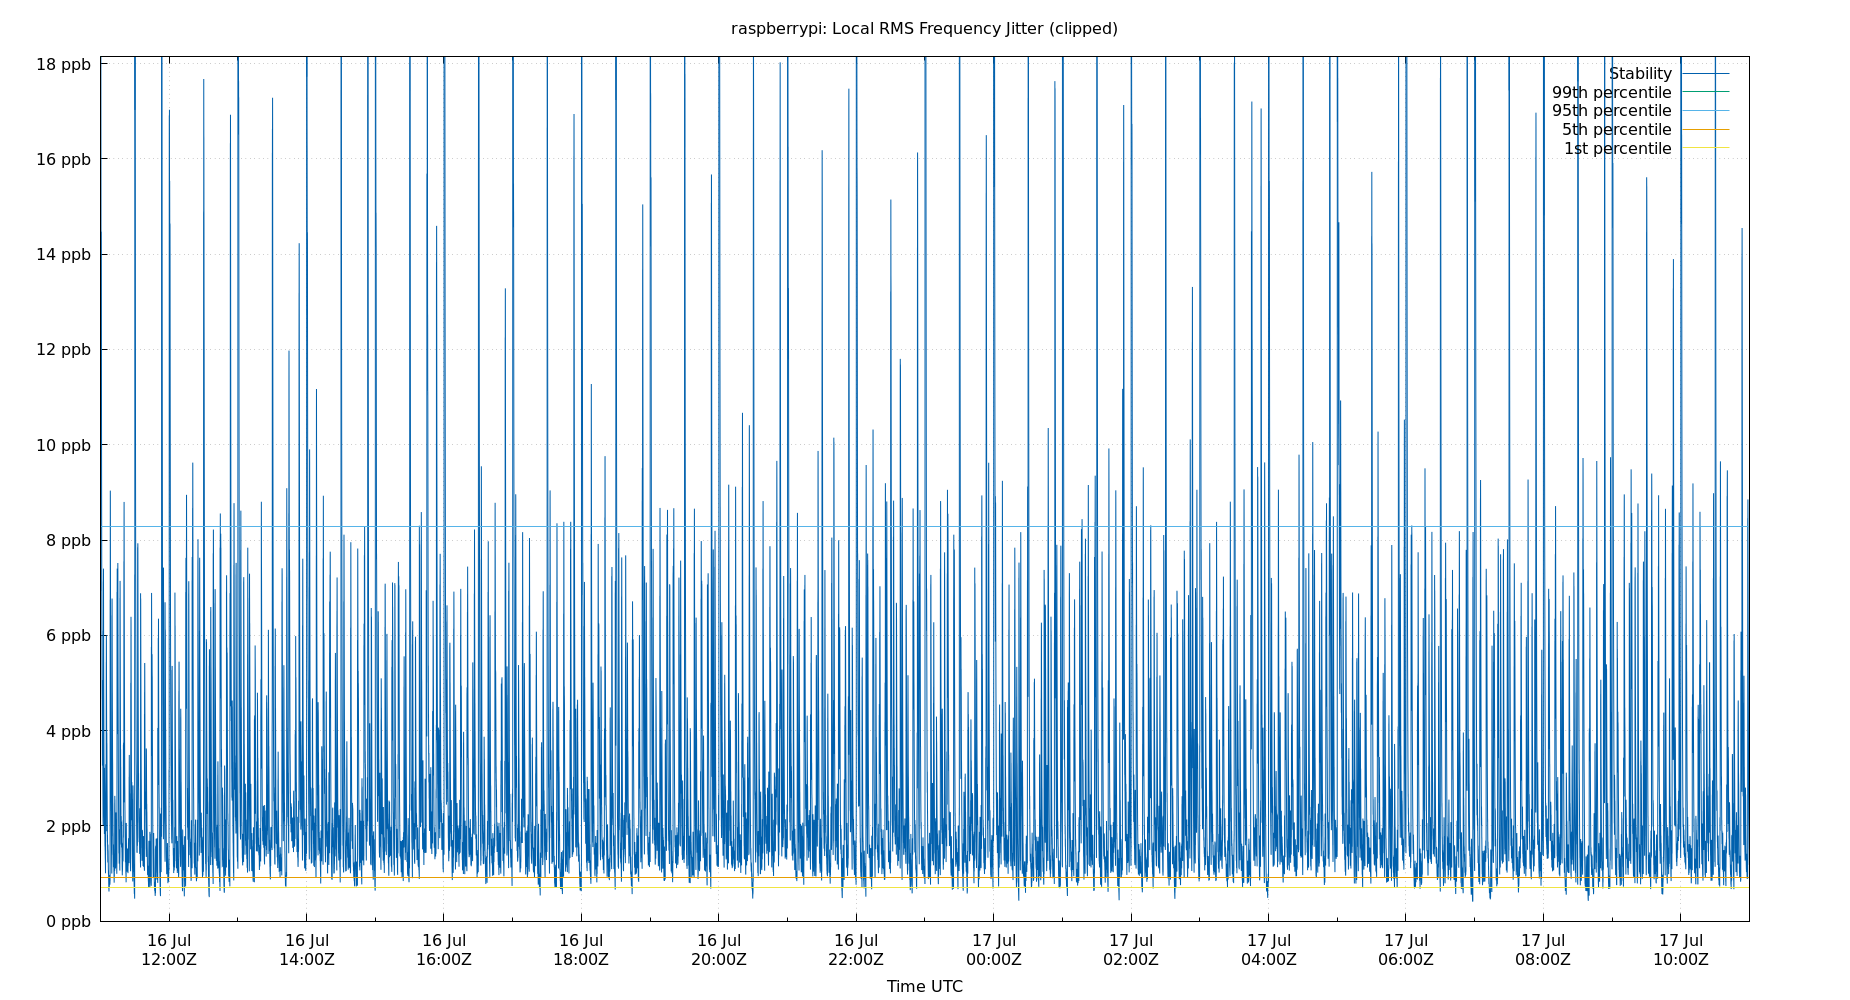 raspberrypi: Local RMS Frequency Jitter (clipped)
18 ppb
16 ppb
14 ppb
12 ppb
10 ppb
8 ppb
6 ppb
4 ppb
2 ppb
0 ppb
Stability
99th percentile
95th percentile
5th percentile
1st percentile
16 Jul 16 Jul 16 Jul 16 Jul 16 Jul 16 Jul 17 Jul 17 Jul 17 Jul 17 Jul 17 Jul 17 Jul
12:00Z 14:00Z 16:00Z 18:00Z 20:00Z 22:00Z 00:00Z 02:00Z 04:00Z 06:00Z 08:00Z 10:00Z
Time UTC